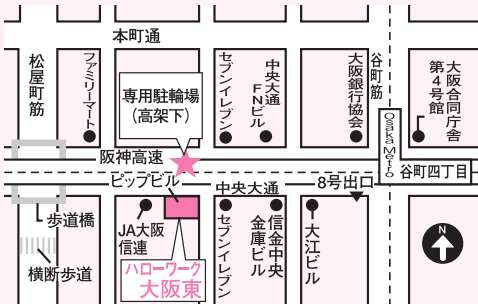 本町通
松屋町筋
ファミリーマート
専用駐輪場
(高架下)
セブンイレブン
中央大通
FNビル
大阪銀行協会
谷町筋
大阪合同庁舎
第4号館
Osaka Metro
阪神高速
谷町四丁目
ピップビル
中央大通
8号出口
歩道橋
JA大阪
信連
セブンイレブン
信金中央
金庫ビル
大江ビル
N
横断歩道
ハローワーク
大阪東